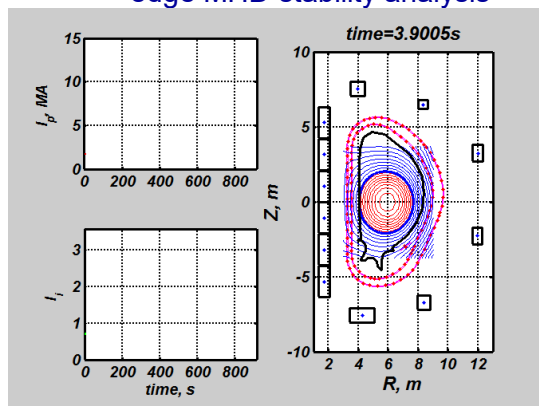 edge MHD stability analysis
time=3.9005s
15
10
5
0
I_p, MA
0 200 400 600 800
3
2
1
0
l_i
0 200 400 600 800
time, s
10
5
0
-5
-10
Z, m
2 4 6 8 10 12
R, m